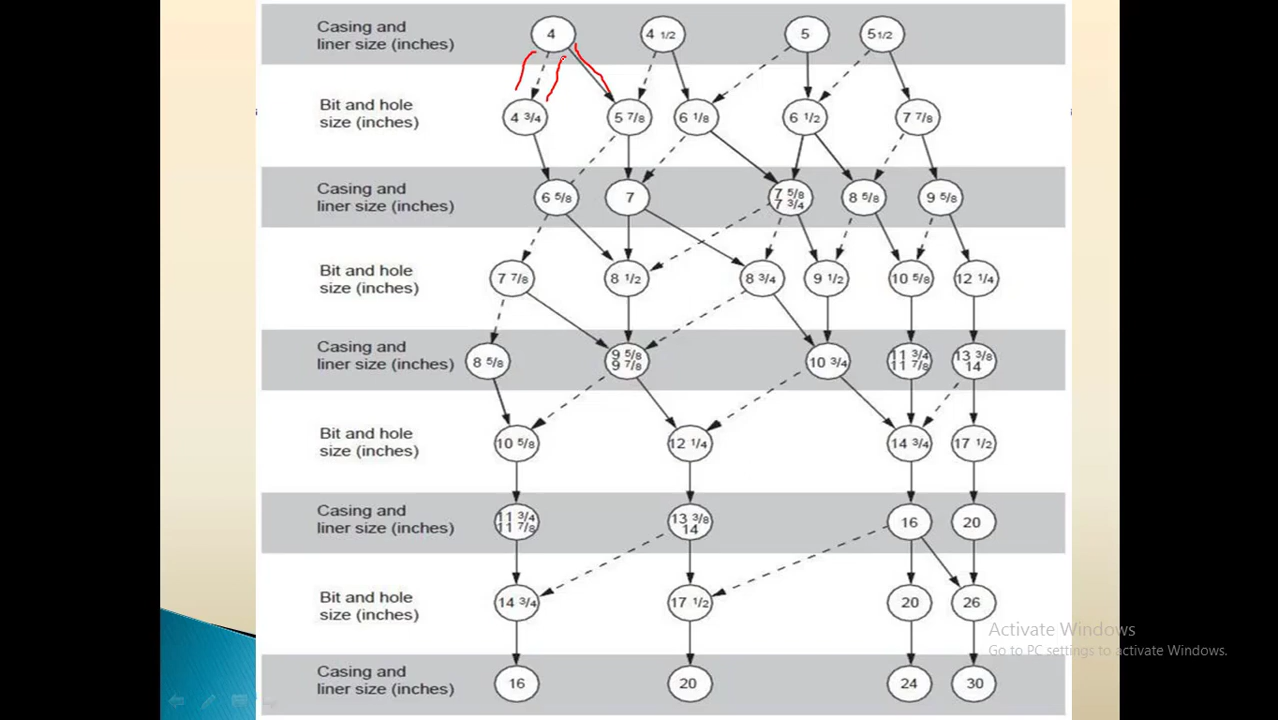 Casing and
liner size (inches)
4 4 1/2 5 5 1/2
Bit and hole
size (inches)
4 3/4 5 7/8 6 1/8 6 1/2 7 7/8
Casing and
liner size (inches)
6 5/8 7 7 5/8 8 5/8 9 5/8
7 3/4
Bit and hole
size (inches)
7 7/8 8 1/2 8 3/4 9 1/2 10 5/8 12 1/4
Casing and
liner size (inches)
8 5/8 9 5/8 10 3/4 11 3/4 13 3/8
9 7/8 11 7/8 14
Bit and hole
size (inches)
10 5/8 12 1/4 14 3/4 17 1/2
Casing and
liner size (inches)
11 3/4 13 3/8 16 20
11 7/8 14
Bit and hole
size (inches)
14 3/4 17 1/2 20 26
Activate Windows
Go to PC settings to activate Windows.
Casing and
liner size (inches)
16 20 24 30